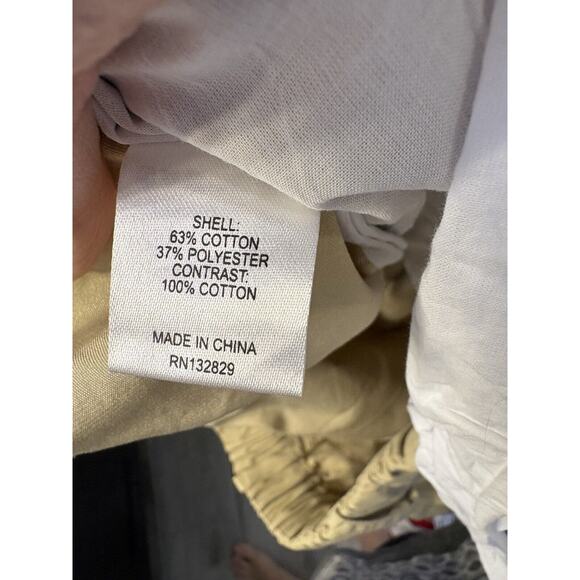 SHELL:
63% COTTON
37% POLYESTER
CONTRAST:
100% COTTON
MADE IN CHINA
RN132829